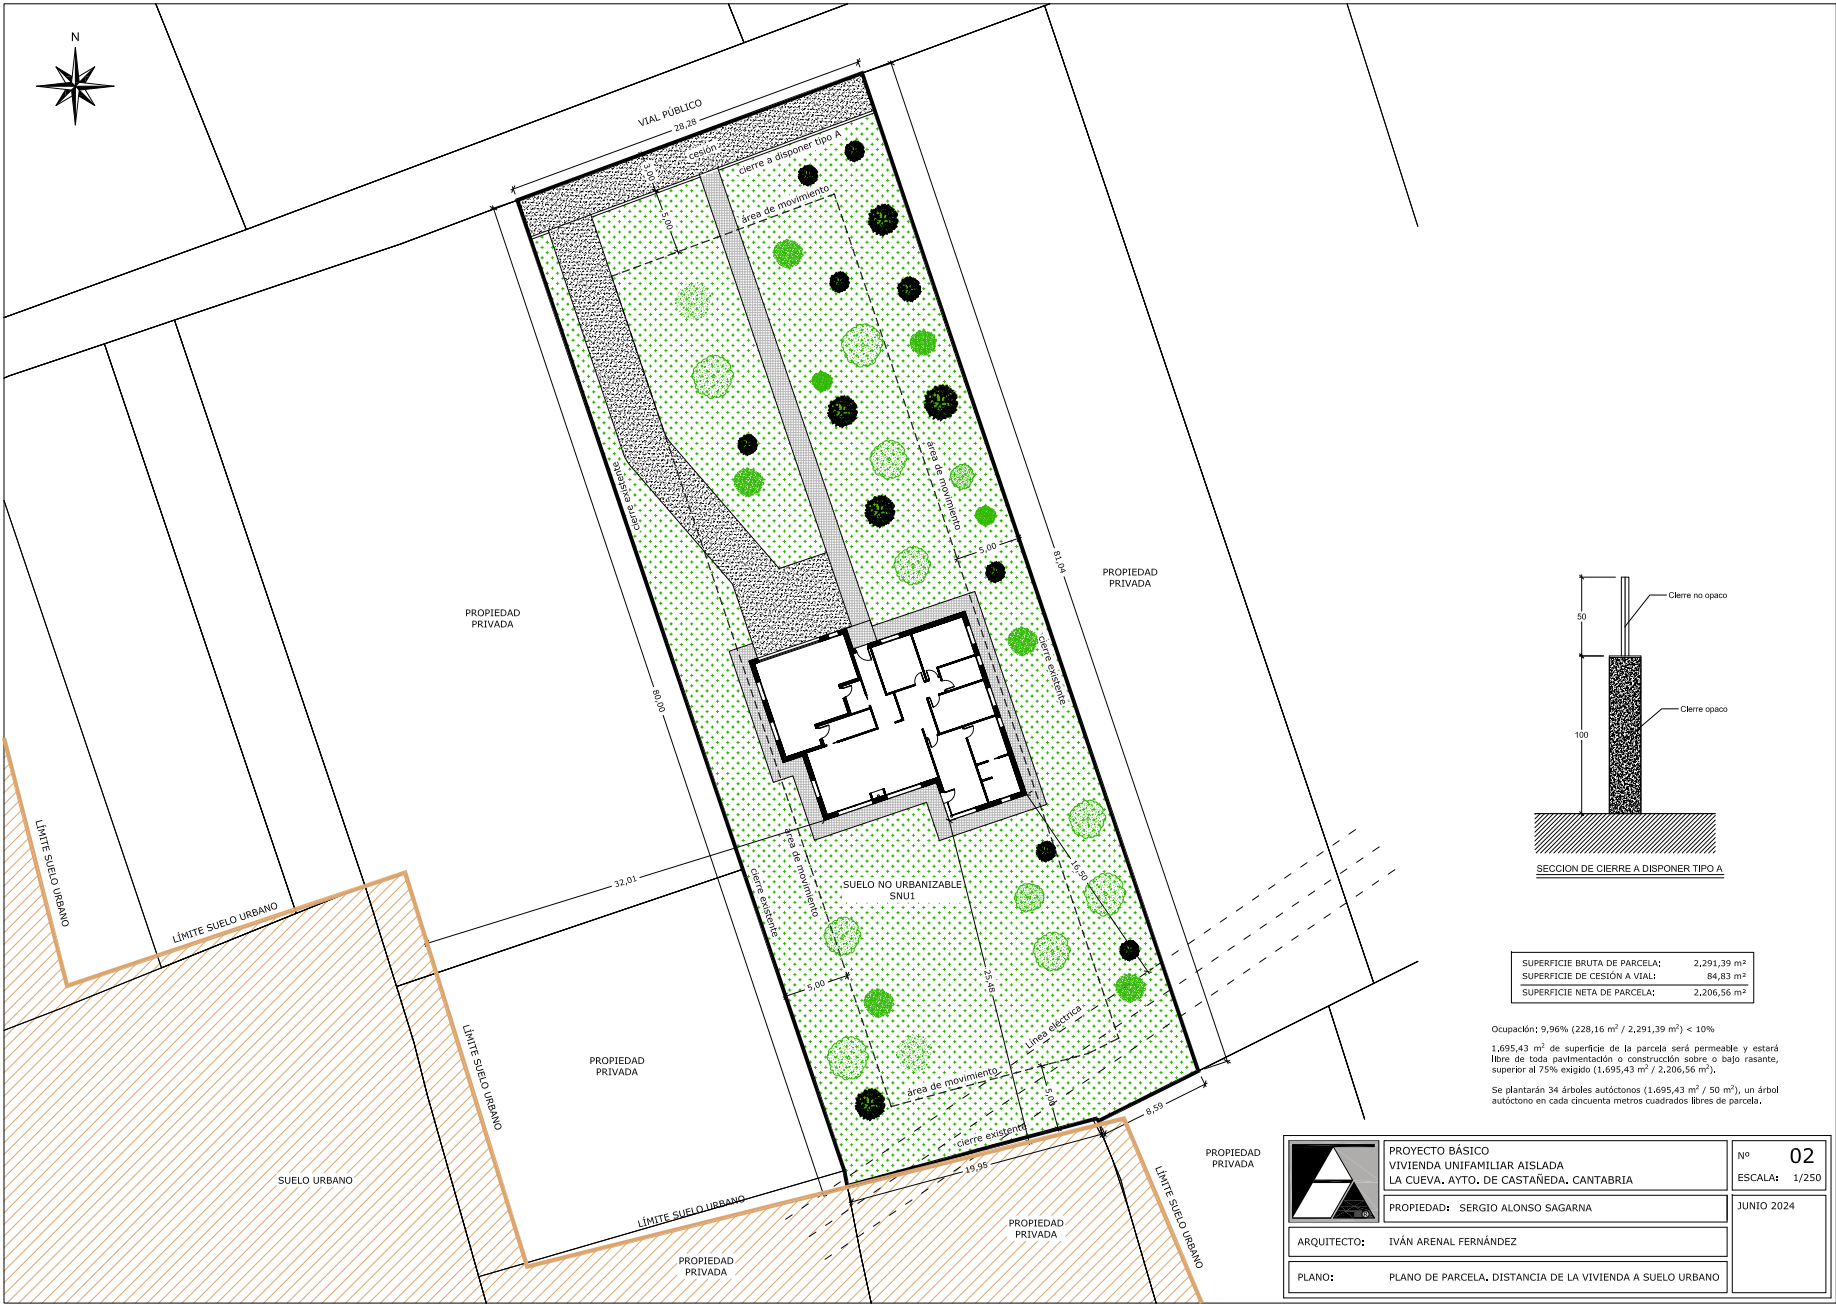 N
VIAL PÚBLICO
28,28
cesión
3,00
cierre a disponer tipo A
área de movimiento
5,00
cierre existente
área de movimiento
5,00
81,04
PROPIEDAD
PRIVADA
PROPIEDAD
PRIVADA
cierre existente
80,00
32,01
área de movimiento
cierre existente
SUELO NO URBANIZABLE
SNU1
16,50
25,48
5,00
Línea eléctrica
área de movimiento
5,00
cierre existente
19,95
8,59
LÍMITE SUELO URBANO
LÍMITE SUELO URBANO
LÍMITE SUELO URBANO
PROPIEDAD
PRIVADA
SUELO URBANO
LÍMITE SUELO URBANO
PROPIEDAD
PRIVADA
PROPIEDAD
PRIVADA
LÍMITE SUELO URBANO
PROPIEDAD
PRIVADA
50
Cierre no opaco
100
Cierre opaco
SECCION DE CIERRE A DISPONER TIPO A
SUPERFICIE BRUTA DE PARCELA: 2.291,39 m²
SUPERFICIE DE CESIÓN A VIAL: 84,83 m²
SUPERFICIE NETA DE PARCELA: 2.206,56 m²
Ocupación: 9,96% (228,16 m² / 2.291,39 m²) < 10%
1.695,43 m² de superficie de la parcela será permeable y estará
libre de toda pavimentación o construcción sobre o bajo rasante,
superior al 75% exigido (1.695,43 m² / 2.206,56 m²).
Se plantarán 34 árboles autóctonos (1.695,43 m² / 50 m²), un árbol
autóctono en cada cincuenta metros cuadrados libres de parcela.
PROYECTO BÁSICO
VIVIENDA UNIFAMILIAR AISLADA
LA CUEVA. AYTO. DE CASTAÑEDA. CANTABRIA
Nº 02
ESCALA: 1/250
PROPIEDAD: SERGIO ALONSO SAGARNA
JUNIO 2024
ARQUITECTO: IVÁN ARENAL FERNÁNDEZ
PLANO: PLANO DE PARCELA. DISTANCIA DE LA VIVIENDA A SUELO URBANO